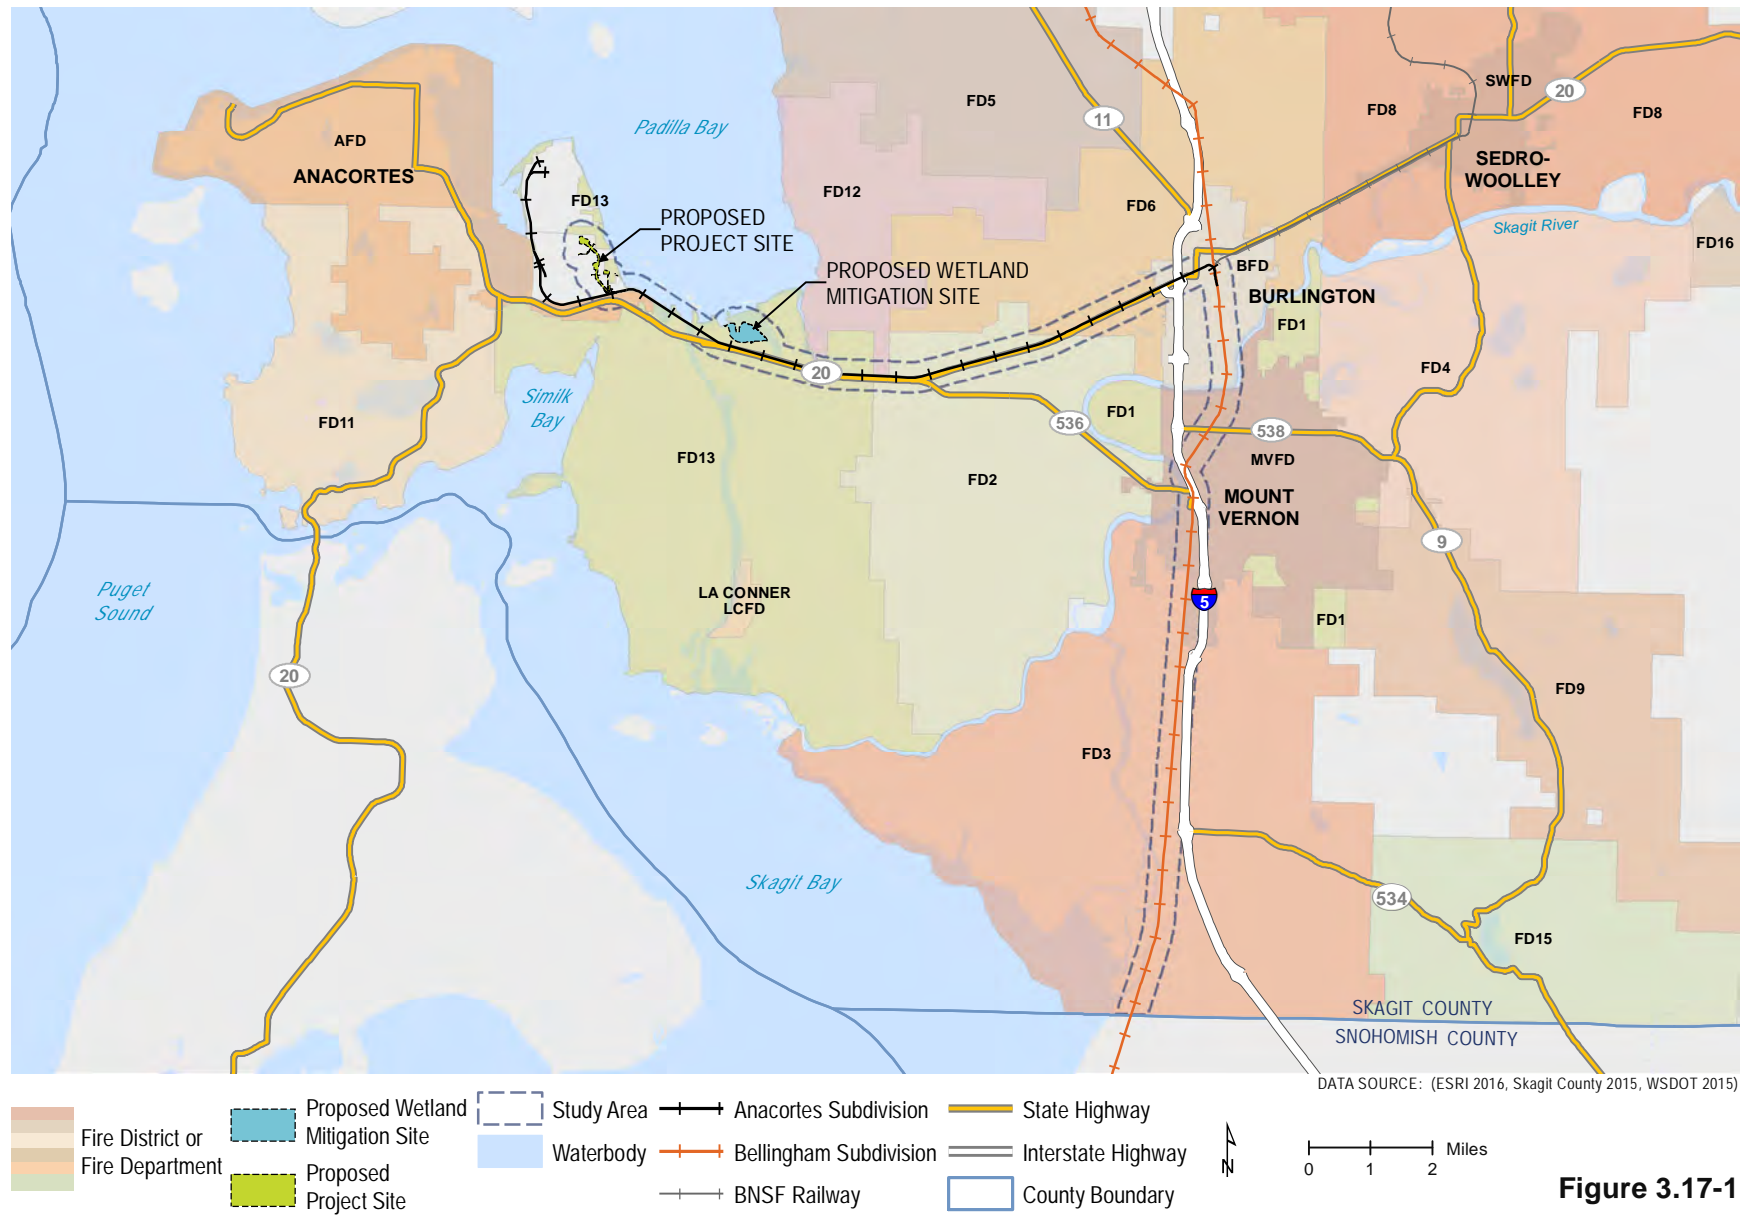 FD5
SWFD
20
FD8
FD8
11
Padilla Bay
AFD
ANACORTES
SEDRO-
WOOLLEY
FD12
FD13
FD6
PROPOSED
PROJECT SITE
Skagit River
FD16
PROPOSED WETLAND
MITIGATION SITE
BFD
BURLINGTON
FD1
20
FD4
Similk
Bay
FD11
536
FD1
538
FD13
MVFD
FD2
MOUNT
VERNON
9
Puget
Sound
LA CONNER
LCFD
5
FD1
20
FD9
FD3
Skagit Bay
534
FD15
SKAGIT COUNTY
SNOHOMISH COUNTY
DATA SOURCE: (ESRI 2016, Skagit County 2015, WSDOT 2015)
Fire District or
Fire Department
Proposed Wetland
Mitigation Site
Proposed
Project Site
Study Area
Waterbody
Anacortes Subdivision
Bellingham Subdivision
BNSF Railway
State Highway
Interstate Highway
County Boundary
N
Miles
0 1 2
Figure 3.17-1